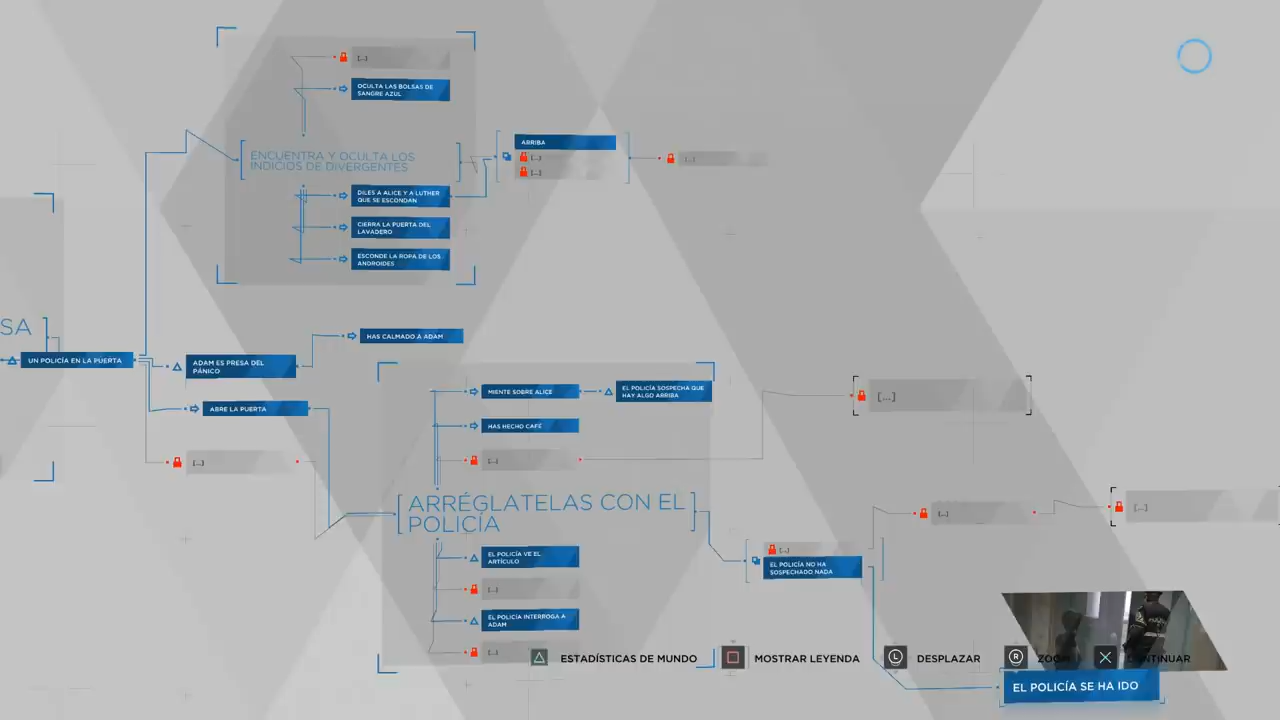 [...]
OCULTA LAS BOLSAS DE
SANGRE AZUL
ENCUENTRA Y OCULTA LOS
INDICIOS DE DIVERGENTES
ARRIBA
[...]
[...]
[...]
DILES A ALICE Y A LUTHER
QUE SE ESCONDAN
CIERRA LA PUERTA DEL
LAVADERO
ESCONDE LA ROPA DE LOS
ANDROIDES
SA
UN POLICÍA EN LA PUERTA
HAS CALMADO A ADAM
ADAM ES PRESA DEL
PÁNICO
ABRE LA PUERTA
[...]
MIENTE SOBRE ALICE
EL POLICÍA SOSPECHA QUE
HAY ALGO ARRIBA
HAS HECHO CAFÉ
[...]
[...]
ARRÉGLATELAS CON EL
POLICÍA
[...]
[...]
EL POLICÍA VE EL
ARTÍCULO
[...]
EL POLICÍA NO HA
SOSPECHADO NADA
[...]
EL POLICÍA INTERROGA A
ADAM
[...]
ESTADÍSTICAS DE MUNDO
MOSTRAR LEYENDA
L
DESPLAZAR
R
ZOOM
CONTINUAR
EL POLICÍA SE HA IDO